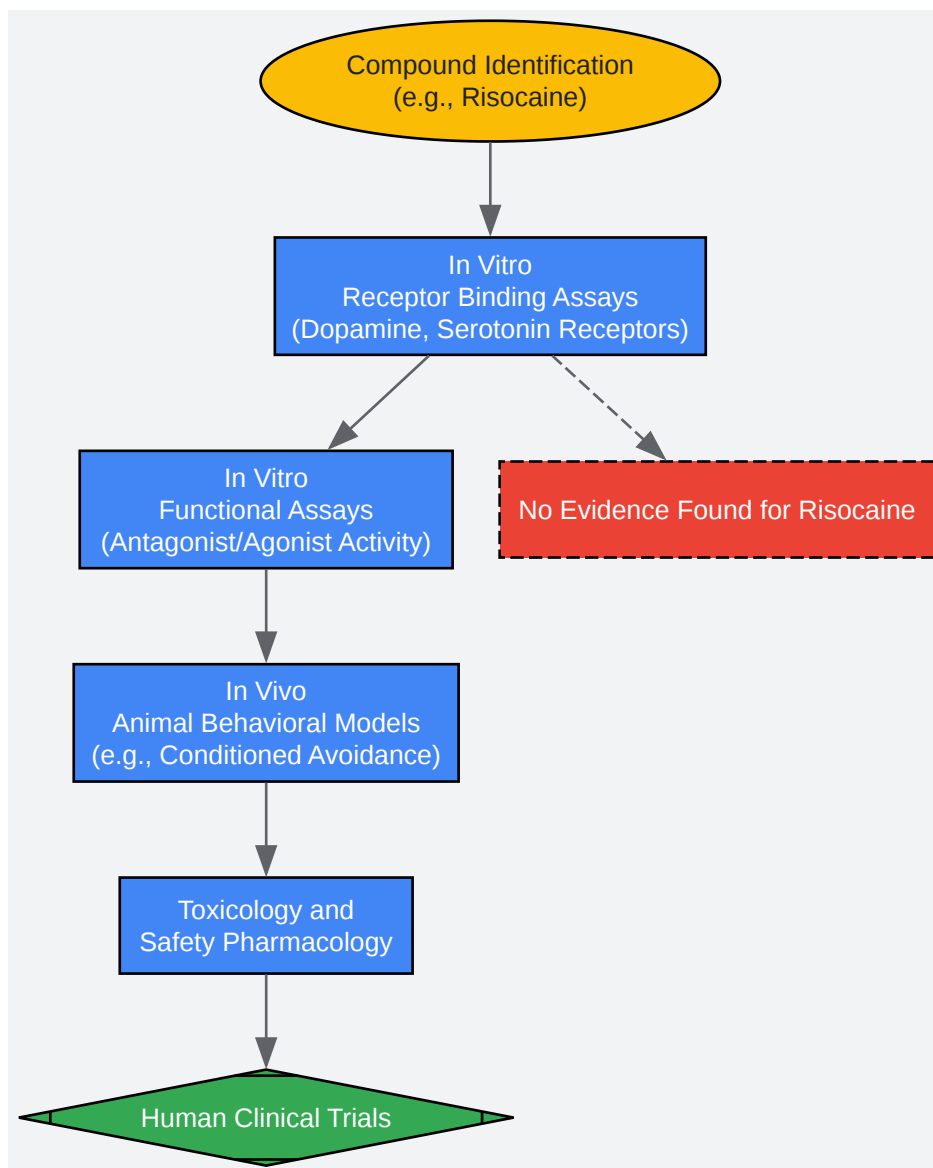 Compound Identification
(e.g., Risocaine)
In Vitro
Receptor Binding Assays
(Dopamine, Serotonin Receptors)
In Vitro
Functional Assays
(Antagonist/Agonist Activity)
No Evidence Found for Risocaine
In Vivo
Animal Behavioral Models
(e.g., Conditioned Avoidance)
Toxicology and
Safety Pharmacology
Human Clinical Trials